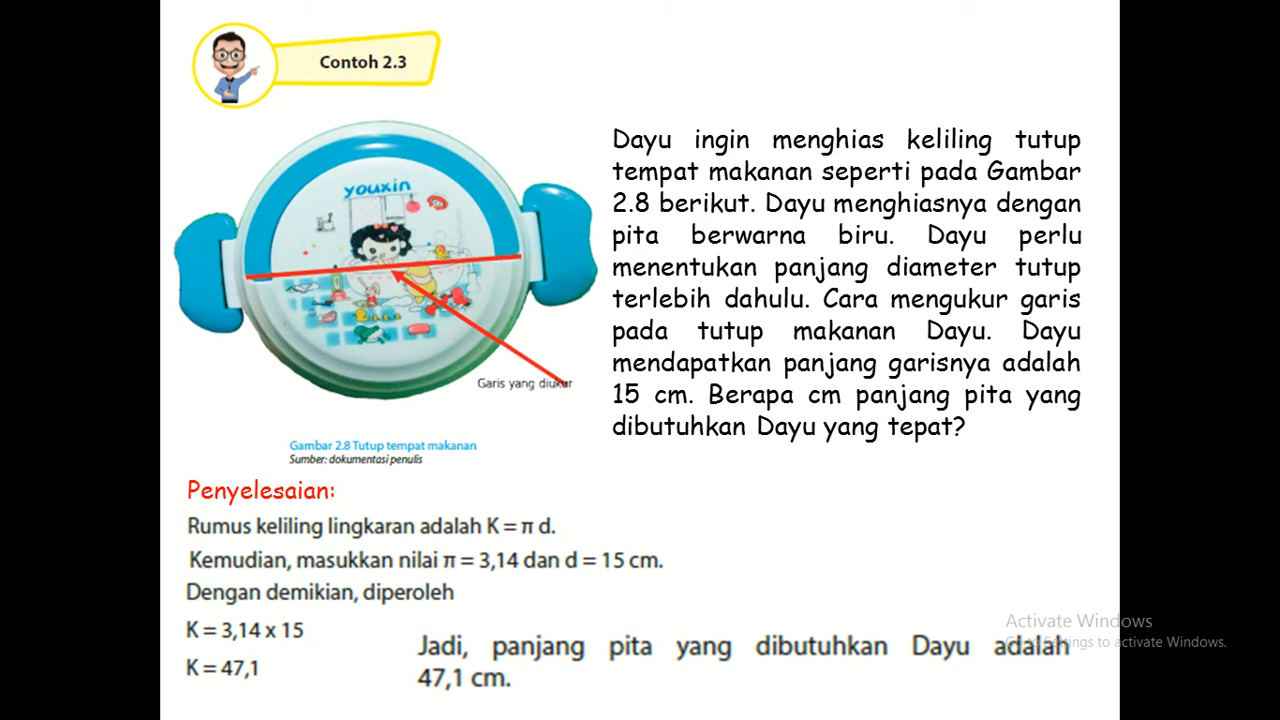 Contoh 2.3
youxin
Dayu ingin menghias keliling tutup
tempat makanan seperti pada Gambar
2.8 berikut. Dayu menghiasnya dengan
pita berwarna biru. Dayu perlu
menentukan panjang diameter tutup
terlebih dahulu. Cara mengukur garis
pada tutup makanan Dayu. Dayu
mendapatkan panjang garisnya adalah
15 cm. Berapa cm panjang pita yang
dibutuhkan Dayu yang tepat?
Garis yang diukur
Gambar 2.8 Tutup tempat makanan
Sumber: dokumentasi penulis
Penyelesaian:
Rumus keliling lingkaran adalah K = π d.
Kemudian, masukkan nilai π = 3,14 dan d = 15 cm.
Dengan demikian, diperoleh
K = 3,14 x 15
K = 47,1
Jadi, panjang pita yang dibutuhkan Dayu adalah
47,1 cm.
Activate Windows
Go to Settings to activate Windows.